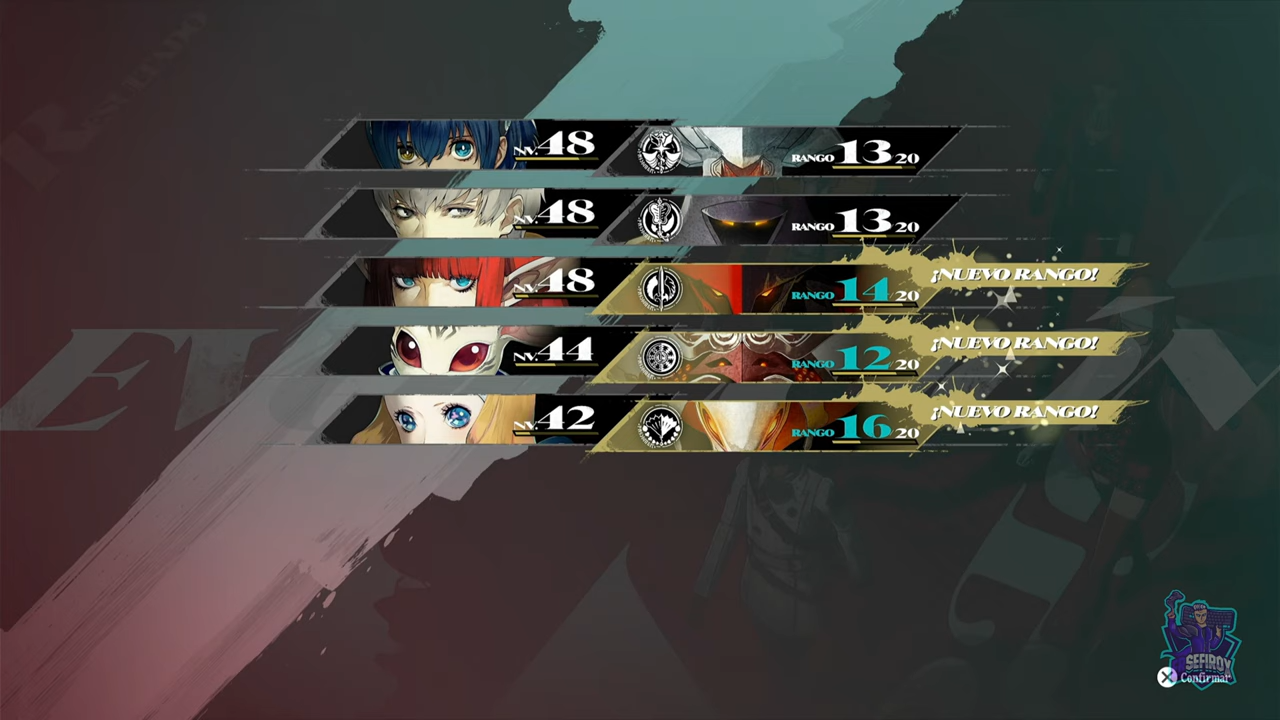 RESULTADO
NV. 48 RANGO 13 20
NV. 48 RANGO 13 20
NV. 48 RANGO 14 20 ¡NUEVO RANGO!
NV. 44 RANGO 12 20 ¡NUEVO RANGO!
NV. 42 RANGO 16 20 ¡NUEVO RANGO!
SEFIROX
Confirmar